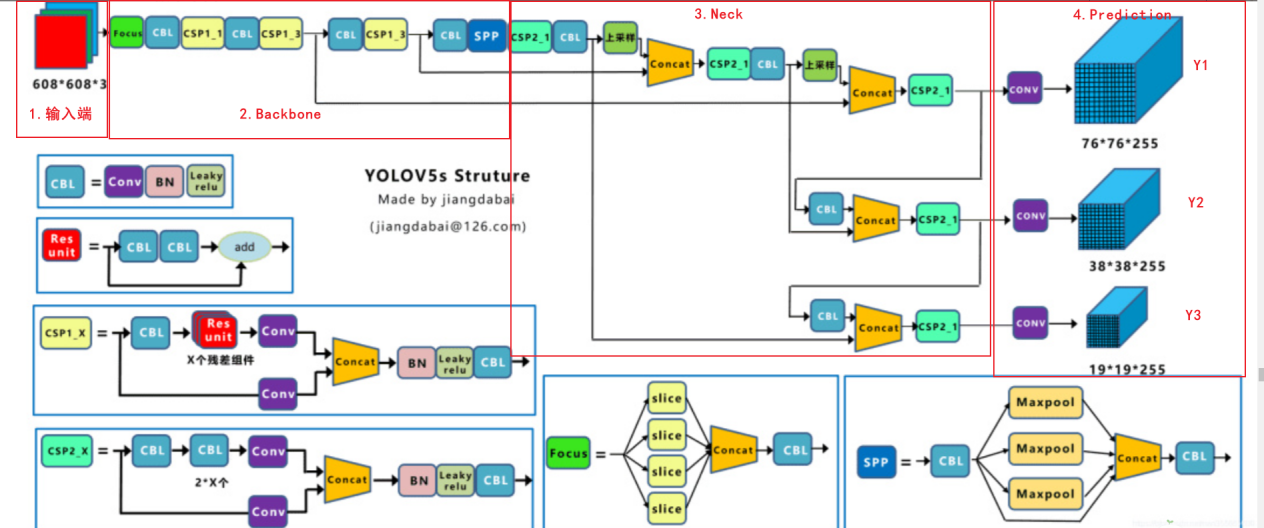 3.Neck
4.Prediction
Focus CBL CSP1_1 CBL CSP1_3 CBL CSP1_3 CBL SPP CSP2_1 CBL 上采样
Concat CSP2_1 CBL 上采样
Concat CSP2_1 CONV
Y1
608*608*3
1.输入端
2.Backbone
76*76*255
YOLOV5s Struture
Made by jiangdabai
(jiangdabai@126.com)
CBL = Conv BN Leaky relu
CBL Concat CSP2_1 CONV
Y2
38*38*255
Res unit = CBL CBL add
CBL Concat CSP2_1 CONV
Y3
19*19*255
CSP1_X = CBL Res unit Conv
X个残差组件
Concat BN Leaky relu CBL
Conv
CSP2_X = CBL CBL Conv
2*X个
Concat BN Leaky relu CBL
Conv
Focus =
slice
slice
slice
slice
Concat CBL
SPP = CBL
Maxpool
Maxpool
Maxpool
Concat CBL